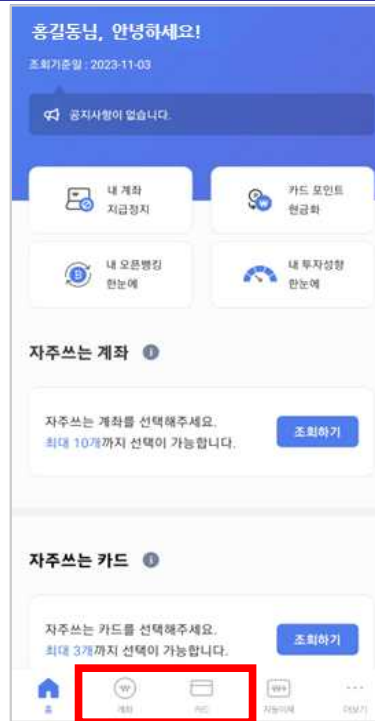 홍길동님, 안녕하세요!
조회기준일 : 2023-11-03
공지사항이 없습니다.
내 계좌
지급정지
카드 포인트
현금화
내 오픈뱅킹
한눈에
내 투자성향
한눈에
자주쓰는 계좌
자주쓰는 계좌를 선택해주세요.
최대 10개까지 선택이 가능합니다.
조회하기
자주쓰는 카드
자주쓰는 카드를 선택해주세요.
최대 3개까지 선택이 가능합니다.
조회하기
홈
계좌
카드
자동이체
더보기